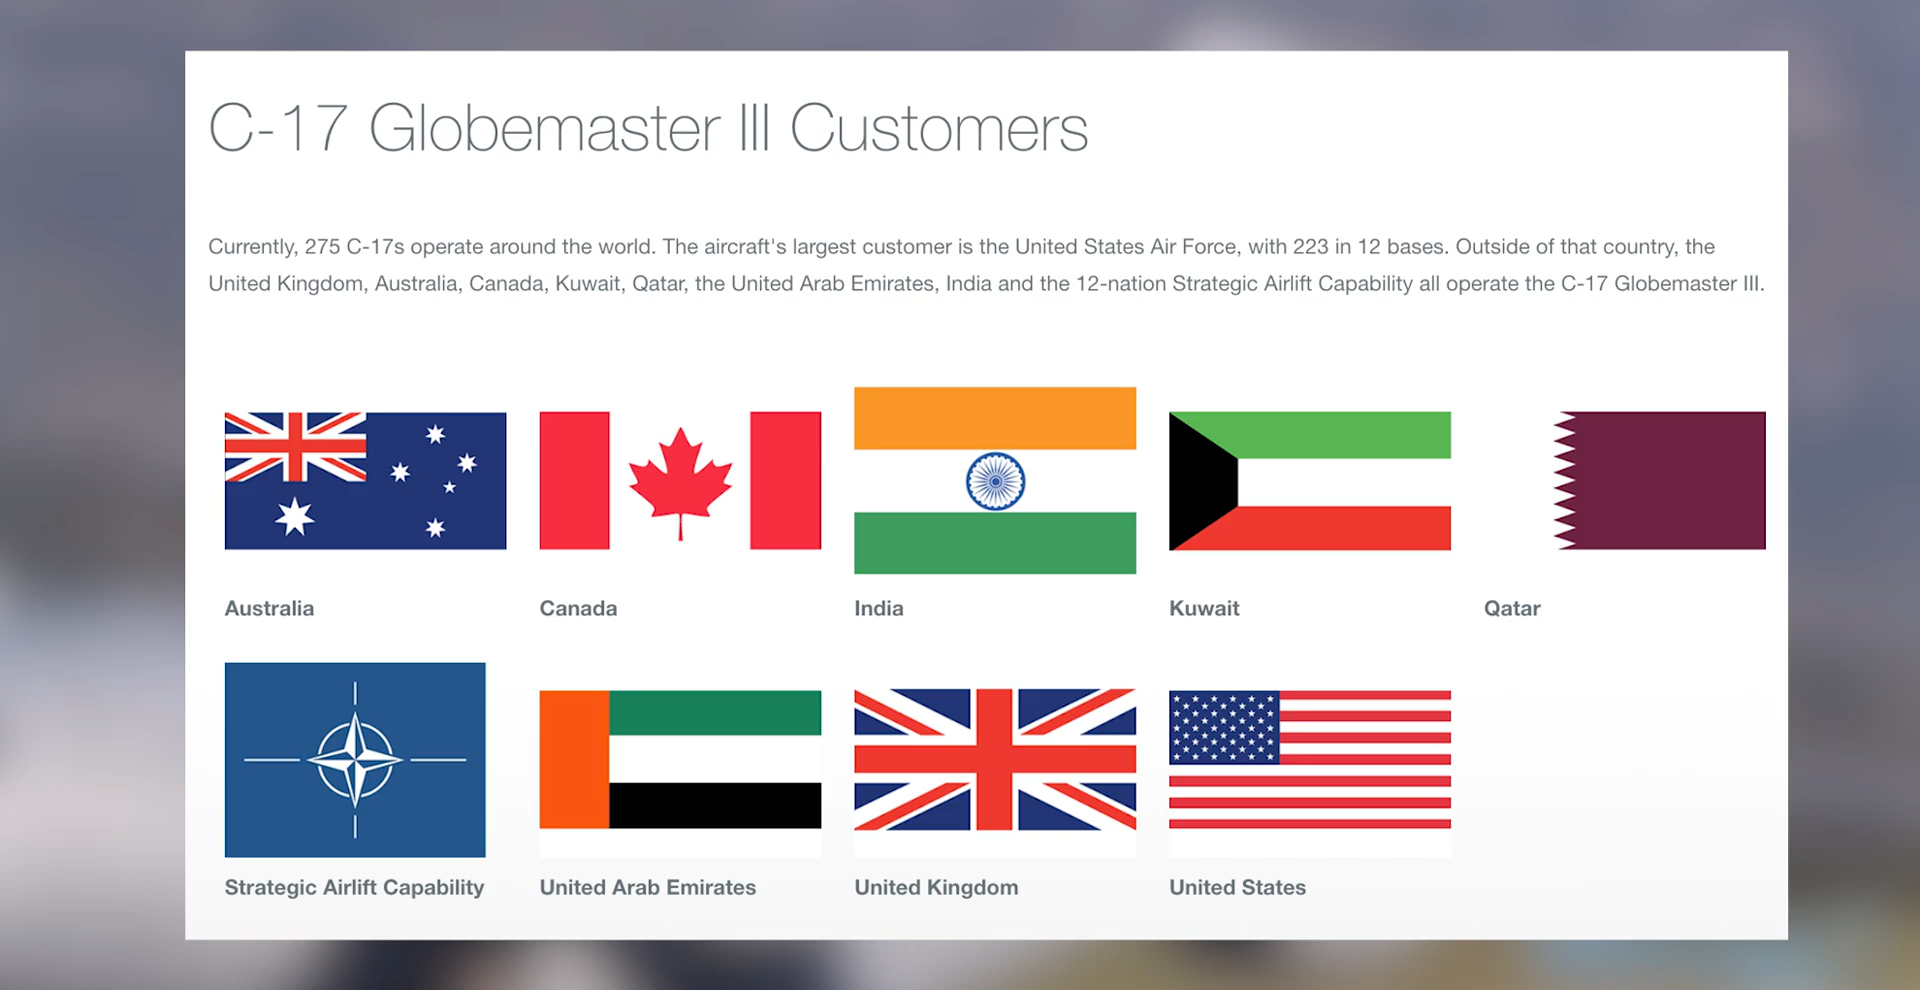 C-17 Globemaster III Customers
Currently, 275 C-17s operate around the world. The aircraft's largest customer is the United States Air Force, with 223 in 12 bases. Outside of that country, the
United Kingdom, Australia, Canada, Kuwait, Qatar, the United Arab Emirates, India and the 12-nation Strategic Airlift Capability all operate the C-17 Globemaster III.
Australia
Canada
India
Kuwait
Qatar
Strategic Airlift Capability
United Arab Emirates
United Kingdom
United States